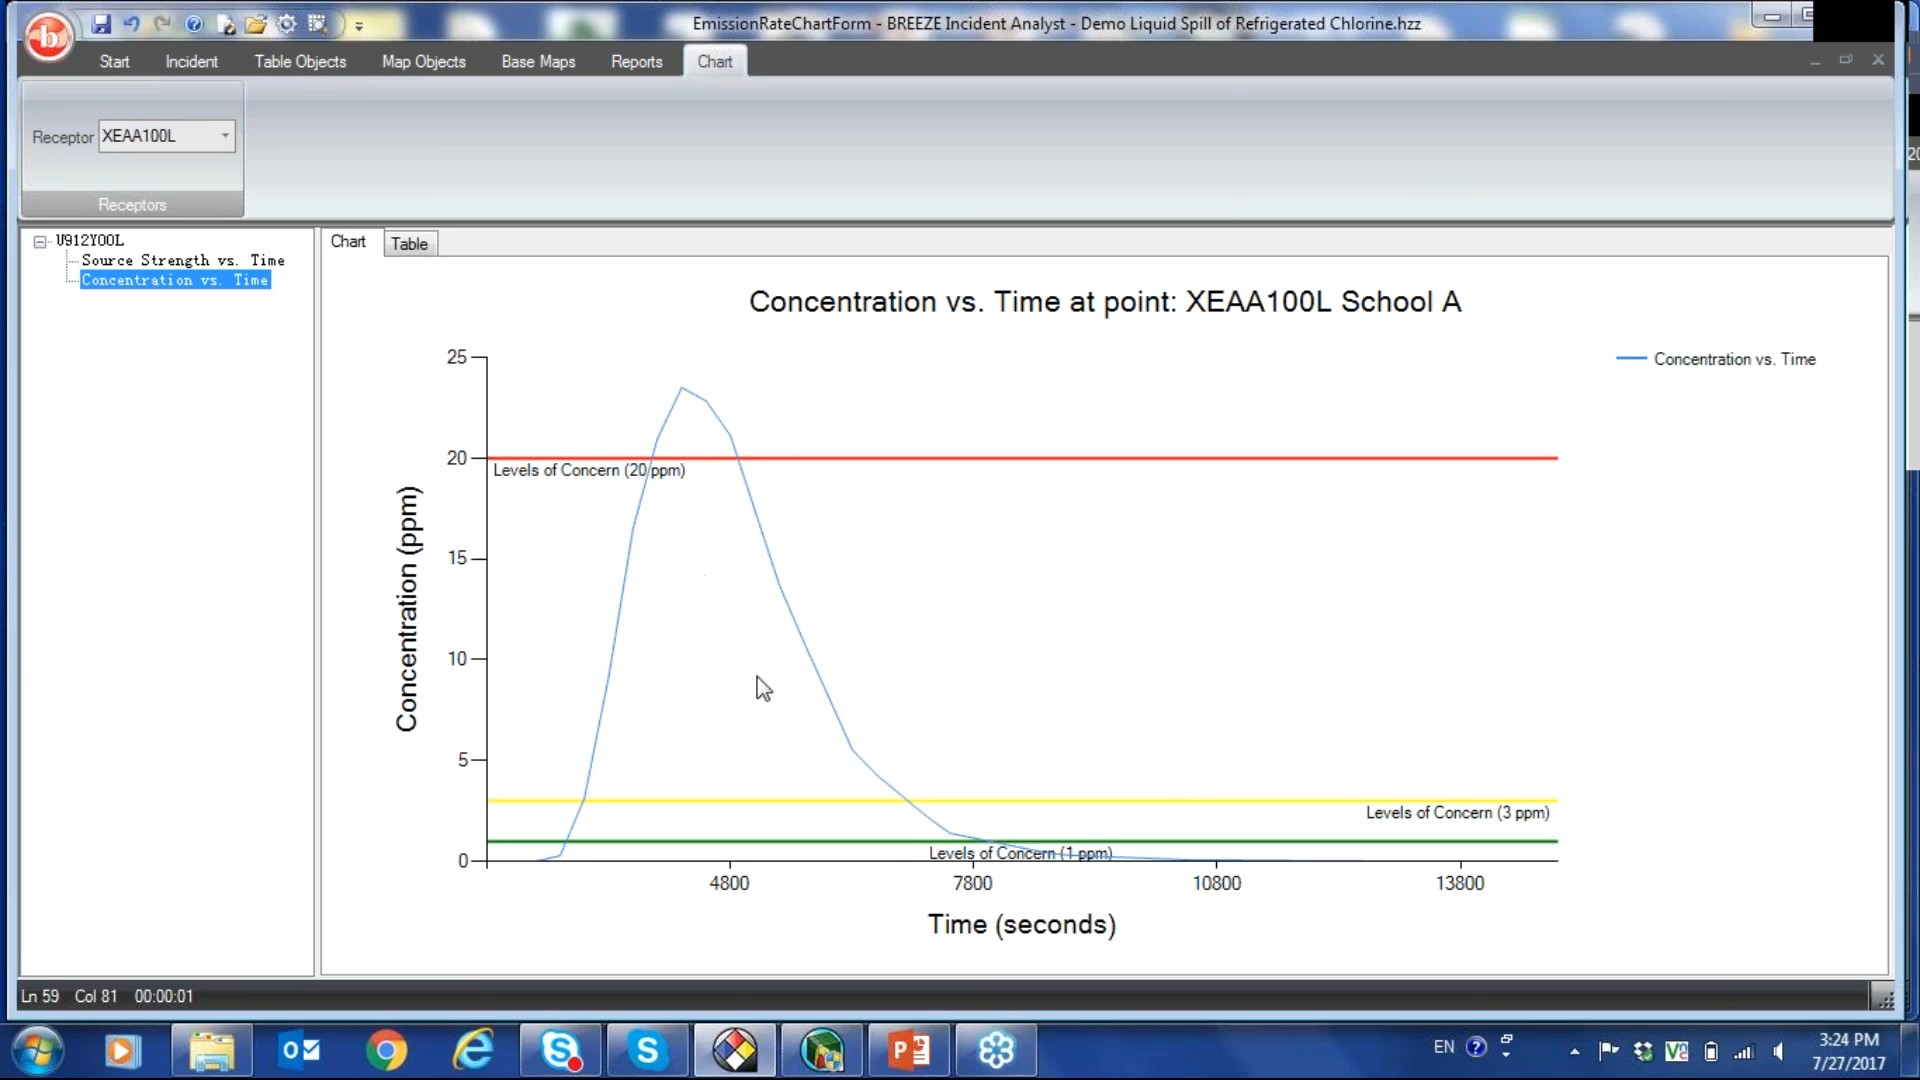 EmissionRateChartForm - BREEZE Incident Analyst - Demo Liquid Spill of Refrigerated Chlorine.hzz
Start Incident Table Objects Map Objects Base Maps Reports Chart
Receptor XEAA100L
Receptors
U912Y00L
Source Strength vs. Time
Concentration vs. Time
Chart Table
Concentration vs. Time at point: XEAA100L School A
Concentration vs. Time
25
20
Levels of Concern (20 ppm)
15
10
5
0
Concentration (ppm)
Levels of Concern (3 ppm)
Levels of Concern (1 ppm)
4800 7800 10800 13800
Time (seconds)
Ln 59 Col 81 00:00:01
EN
3:24 PM
7/27/2017